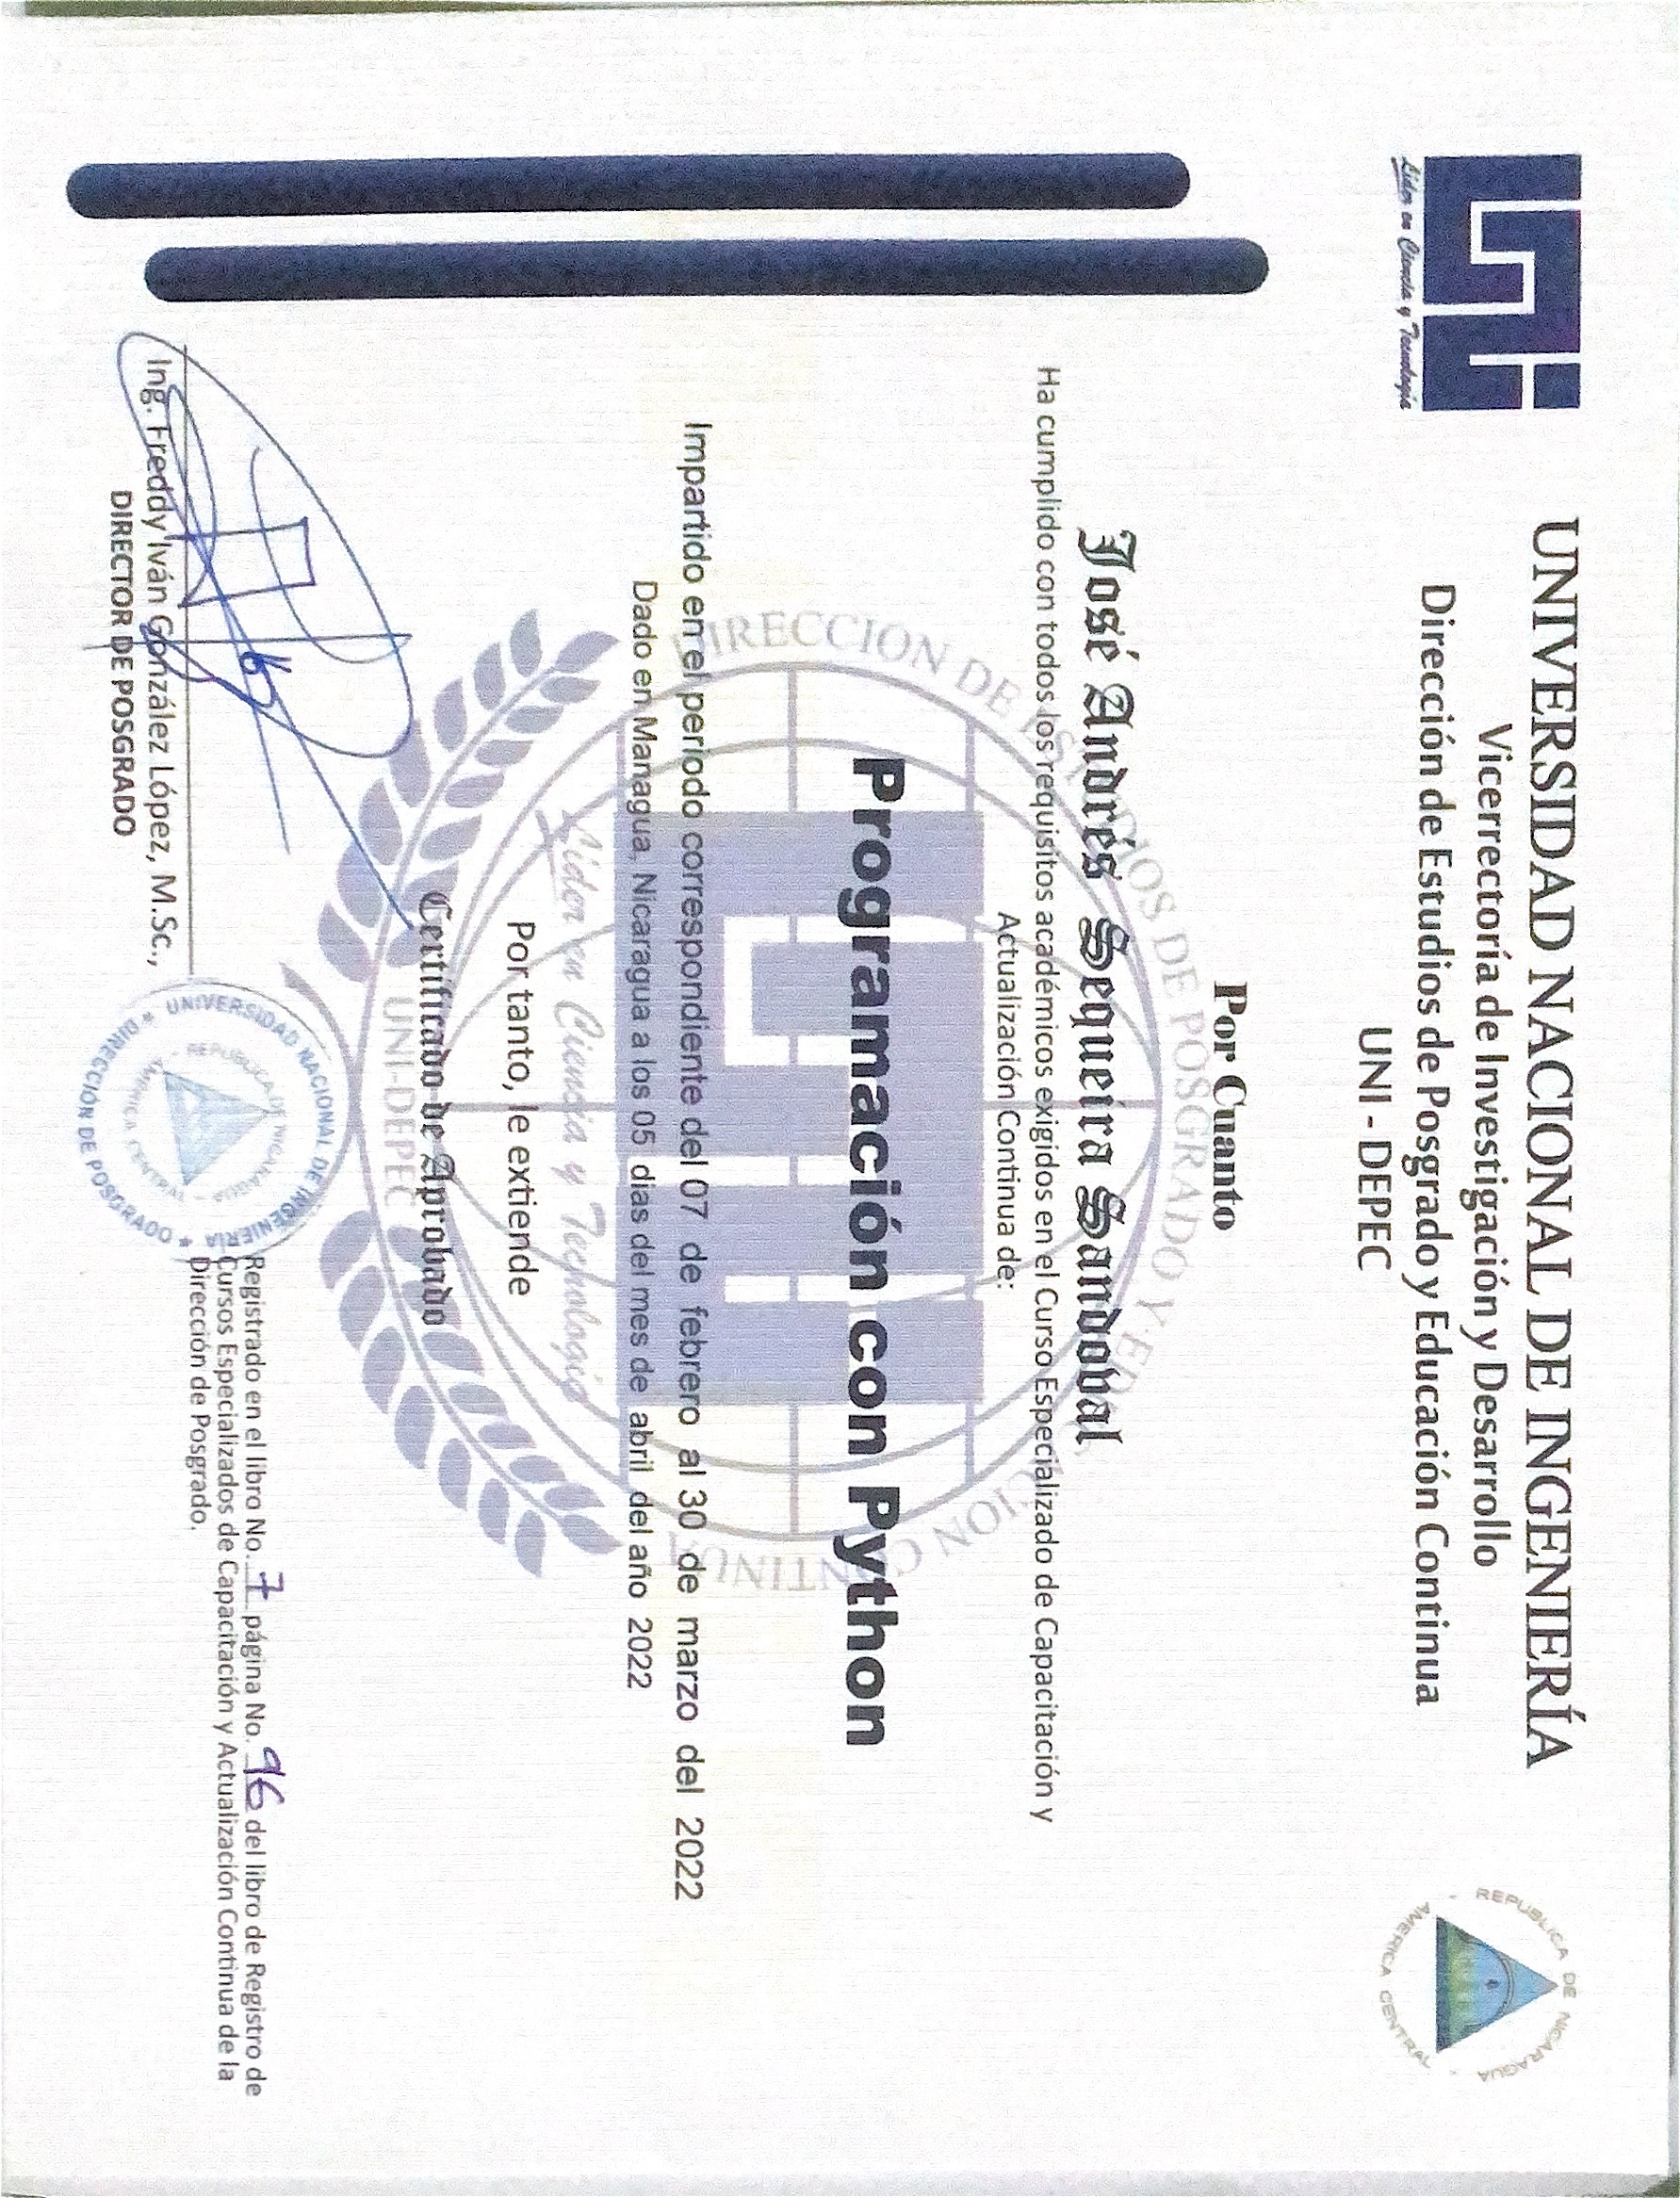 UNIVERSIDAD NACIONAL DE INGENIERÍA
Vicerrectoría de Investigación y Desarrollo
Dirección de Estudios de Posgrado y Educación Continua
UNI - DEPEC
Líder en Ciencia y Tecnología
REPUBLICA DE NICARAGUA
AMERICA CENTRAL
Por Cuanto
DIRECCION DE ESTUDIOS DE POSGRADO Y EDUCACION CONTINUA
José Andrés Sequeira Sandoval
Ha cumplido con todos los requisitos académicos exigidos en el Curso Especializado de Capacitación y
Actualización Continua de:
UNI
Programación con Python
Impartido en el periodo correspondiente del 07 de febrero al 30 de marzo del 2022
Dado en Managua, Nicaragua a los 05 dias del mes de abril del año 2022
Líder en Ciencia y Tecnología
Por tanto, le extiende
Certificado de Aprobado
UNI-DEPEC
UNIVERSIDAD NACIONAL DE INGENIERIA
REPUBLICA DE NICARAGUA
AMERICA CENTRAL
DIRECCIÓN DE POSGRADO
Registrado en el libro No. 7 página No. 96 del libro de Registro de
Cursos Especializados de Capacitación y Actualización Continua de la
Dirección de Posgrado.
Ing. Freddy Iván González López, M.Sc.,
DIRECTOR DE POSGRADO